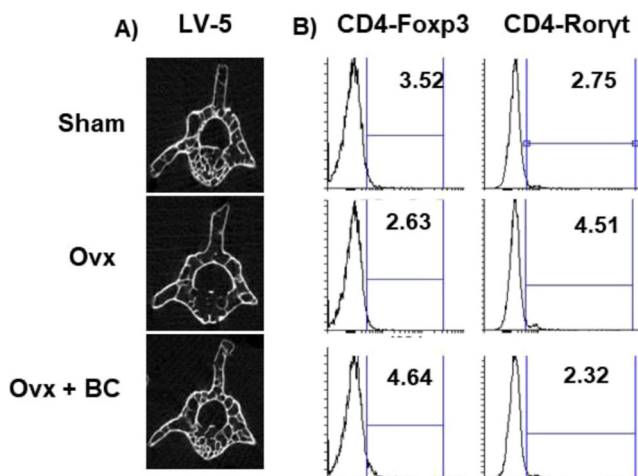 A) LV-5 B) CD4-Foxp3 CD4-Rorγt
Sham 3.52 2.75
Ovx 2.63 4.51
Ovx + BC 4.64 2.32